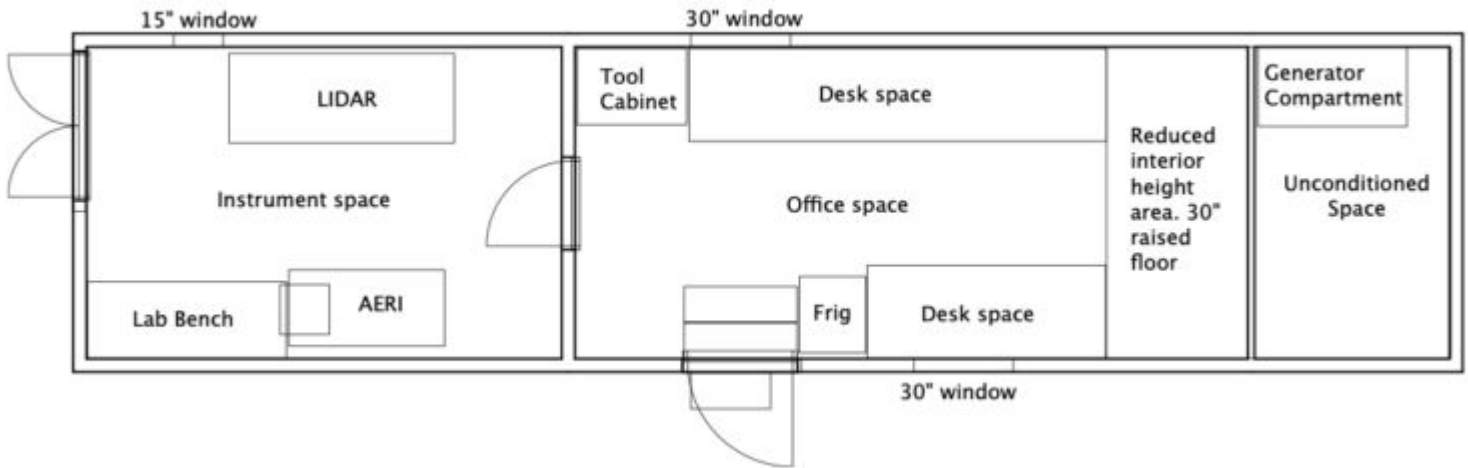 15" window
30" window
LIDAR
Instrument space
Lab Bench
AERI
Tool
Cabinet
Desk space
Office space
Frig
Desk space
30" window
Reduced
interior
height
area. 30"
raised
floor
Generator
Compartment
Unconditioned
Space